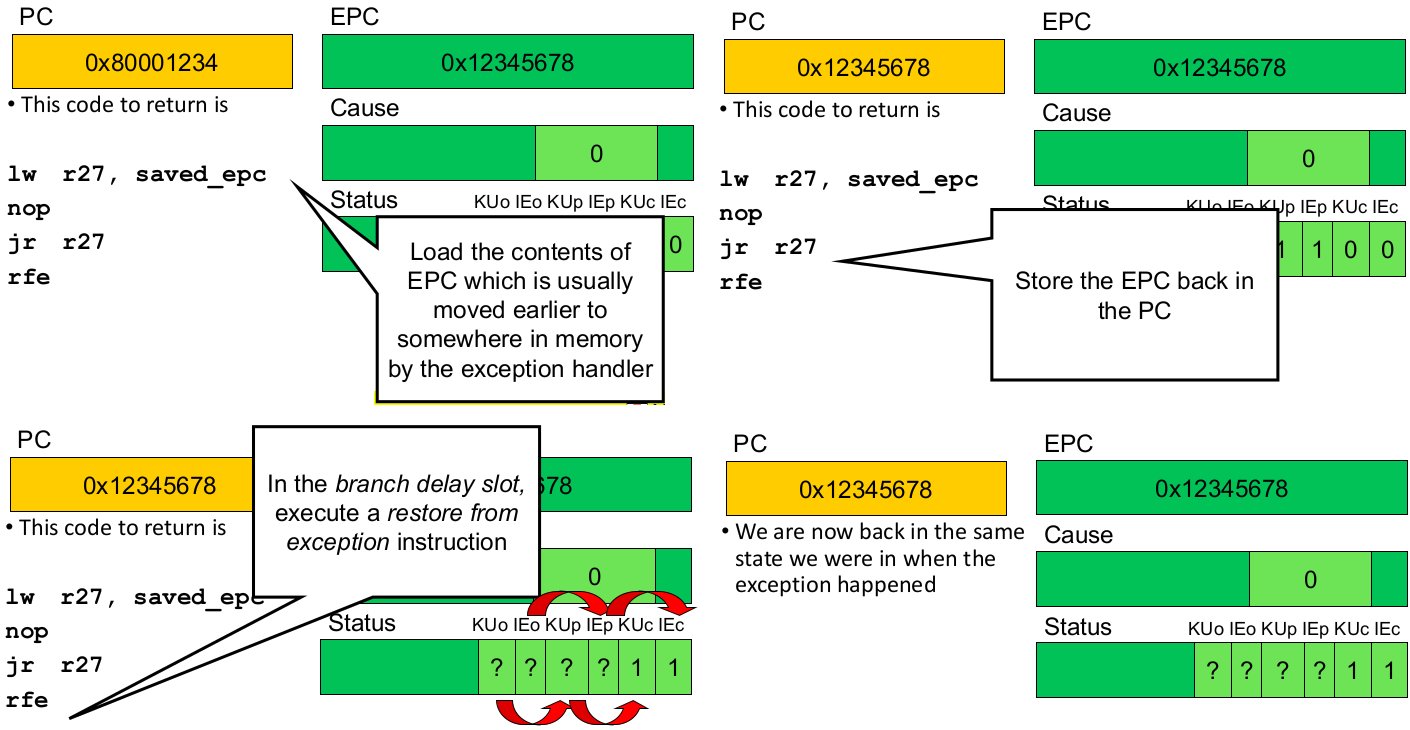 PC
EPC
0x80001234
0x12345678
• This code to return is
Cause
0
lw r27, saved_epc
nop
jr r27
rfe
Status
KUo IEo KUp IEp KUc IEc
0
Load the contents of
EPC which is usually
moved earlier to
somewhere in memory
by the exception handler
PC
EPC
0x12345678
0x12345678
• This code to return is
Cause
0
lw r27, saved_epc
nop
jr r27
rfe
Status
KUo IEo KUp IEp KUc IEc
1 1 0 0
Store the EPC back in
the PC
PC
0x12345678
678
• This code to return is
In the branch delay slot,
execute a restore from
exception instruction
0
lw r27, saved_epc
nop
jr r27
rfe
Status
KUo IEo KUp IEp KUc IEc
? ? ? ? 1 1
PC
EPC
0x12345678
0x12345678
• We are now back in the same
state we were in when the
exception happened
Cause
0
Status
KUo IEo KUp IEp KUc IEc
? ? ? ? 1 1